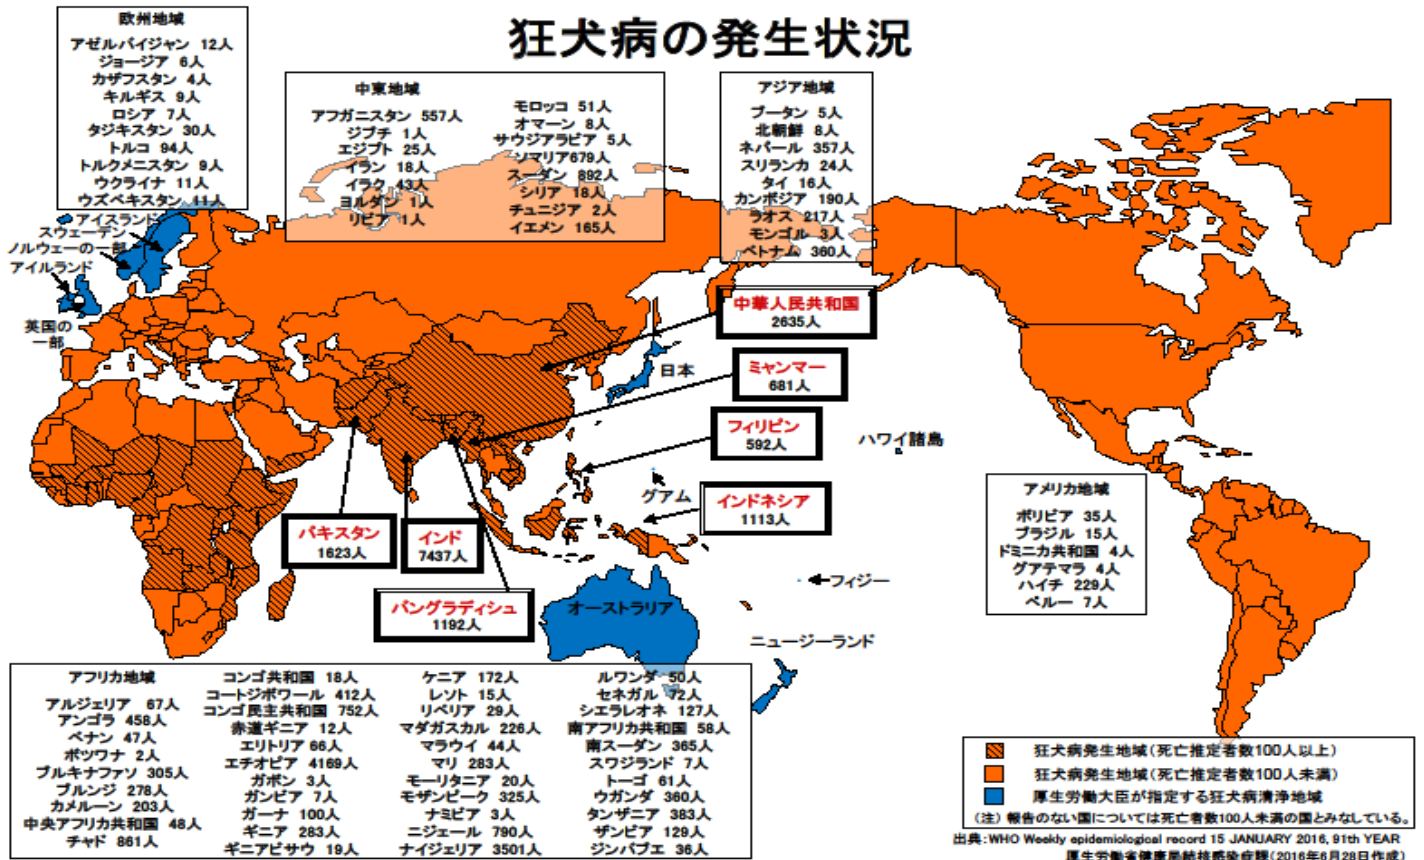 狂犬病の発生状況
欧州地域
アゼルバイジャン 12人
ジョージア 6人
カザフスタン 4人
キルギス 9人
ロシア 7人
タジキスタン 30人
トルコ 94人
トルクメニスタン 9人
ウクライナ 11人
ウズベキスタン 11人
中東地域
アフガニスタン 557人
ジブチ 1人
エジプト 25人
イラン 18人
イラク 43人
ヨルダン 1人
リビア 1人
モロッコ 51人
オマーン 8人
サウジアラビア 5人
ソマリア679人
スーダン 892人
シリア 18人
チュニジア 2人
イエメン 165人
アジア地域
ブータン 5人
北朝鮮 8人
ネパール 357人
スリランカ 24人
タイ 16人
カンボジア 190人
ラオス 217人
モンゴル 3人
ベトナム 360人
アイスランド
スウェーデン
ノルウェーの一部
アイルランド
英国の
一部
中華人民共和国
2635人
ミャンマー
681人
フィリピン
592人
インドネシア
1113人
パキスタン
1623人
インド
7437人
バングラディシュ
1192人
日本
グアム
ハワイ諸島
フィジー
オーストラリア
ニュージーランド
アメリカ地域
ボリビア 35人
ブラジル 15人
ドミニカ共和国 4人
グアテマラ 4人
ハイチ 229人
ペルー 7人
アフリカ地域
アルジェリア 67人
アンゴラ 458人
ベナン 47人
ボツワナ 2人
ブルキナファソ 305人
ブルンジ 278人
カメルーン 203人
中央アフリカ共和国 48人
チャド 861人
コンゴ共和国 18人
コートジボワール 412人
コンゴ民主共和国 752人
赤道ギニア 12人
エリトリア 66人
エチオピア 4169人
ガボン 3人
ガンビア 7人
ガーナ 100人
ギニア 283人
ギニアビサウ 19人
ケニア 172人
レソト 15人
リベリア 29人
マダガスカル 226人
マラウイ 44人
マリ 283人
モーリタニア 20人
モザンビーク 325人
ナミビア 3人
ニジェール 790人
ナイジェリア 3501人
ルワンダ 50人
セネガル 72人
シエラレオネ 127人
南アフリカ共和国 58人
南スーダン 365人
スワジランド 7人
トーゴ 61人
ウガンダ 360人
タンザニア 383人
ザンビア 129人
ジンバブエ 36人
狂犬病発生地域(死亡推定者数100人以上)
狂犬病発生地域(死亡推定者数100人未満)
厚生労働大臣が指定する狂犬病清浄地域
(注) 報告のない国については死亡者数100人未満の国とみなしている。
出典:WHO Weekly epidemiological record 15 JANUARY 2016, 91th YEAR
厚生労働省健康局結核感染症課(2016年6月28日作成)